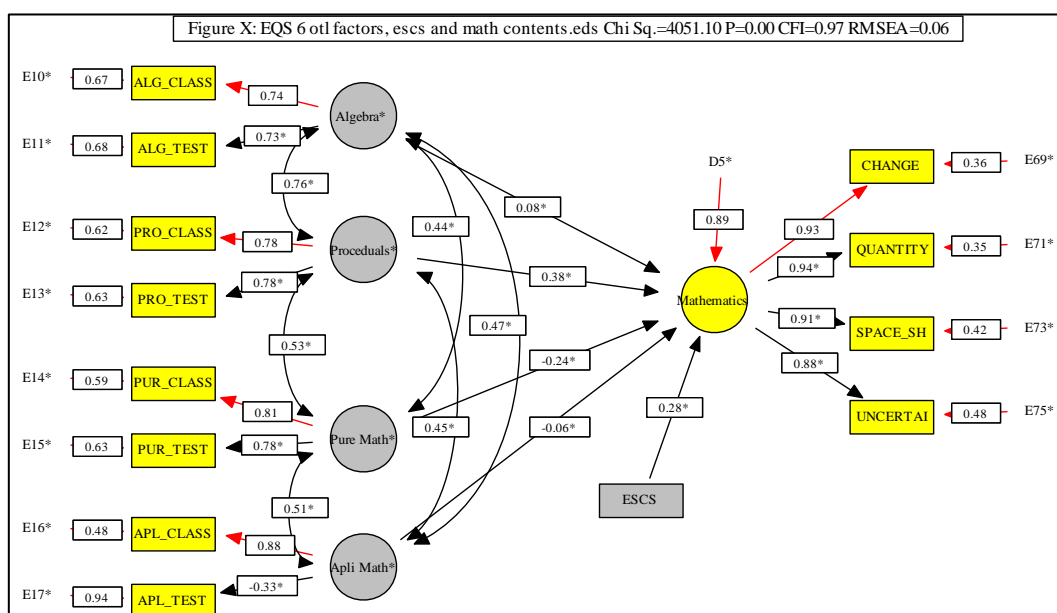 Figure X: EQS 6 otl factors, escs and math contents.eds Chi Sq.=4051.10 P=0.00 CFI=0.97 RMSEA=0.06
E10*
0.67
ALG_CLASS
0.74
Algebra*
E11*
0.68
ALG_TEST
0.73*
0.76*
E12*
0.62
PRO_CLASS
0.78
Proceduals*
E13*
0.63
PRO_TEST
0.78*
0.53*
E14*
0.59
PUR_CLASS
0.81
Pure Math*
E15*
0.63
PUR_TEST
0.78*
0.51*
E16*
0.48
APL_CLASS
0.88
Apli Math*
E17*
0.94
APL_TEST
-0.33*
0.44*
0.47*
0.45*
0.08*
0.38*
-0.24*
-0.06*
D5*
0.89
Mathematics
0.28*
ESCS
0.93
CHANGE
0.36
E69*
0.94*
QUANTITY
0.35
E71*
0.91*
SPACE_SH
0.42
E73*
0.88*
UNCERTAI
0.48
E75*